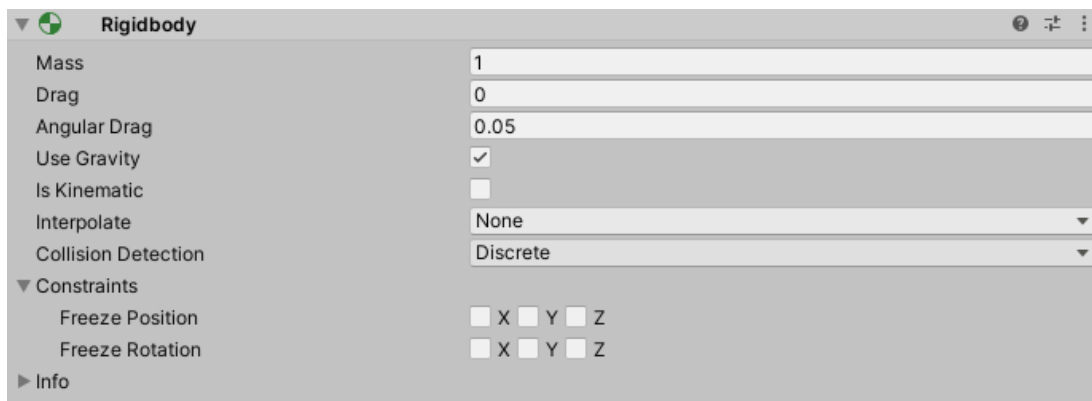 Rigidbody
Mass 1
Drag 0
Angular Drag 0.05
Use Gravity
Is Kinematic
Interpolate None
Collision Detection Discrete
Constraints
Freeze Position X Y Z
Freeze Rotation X Y Z
Info